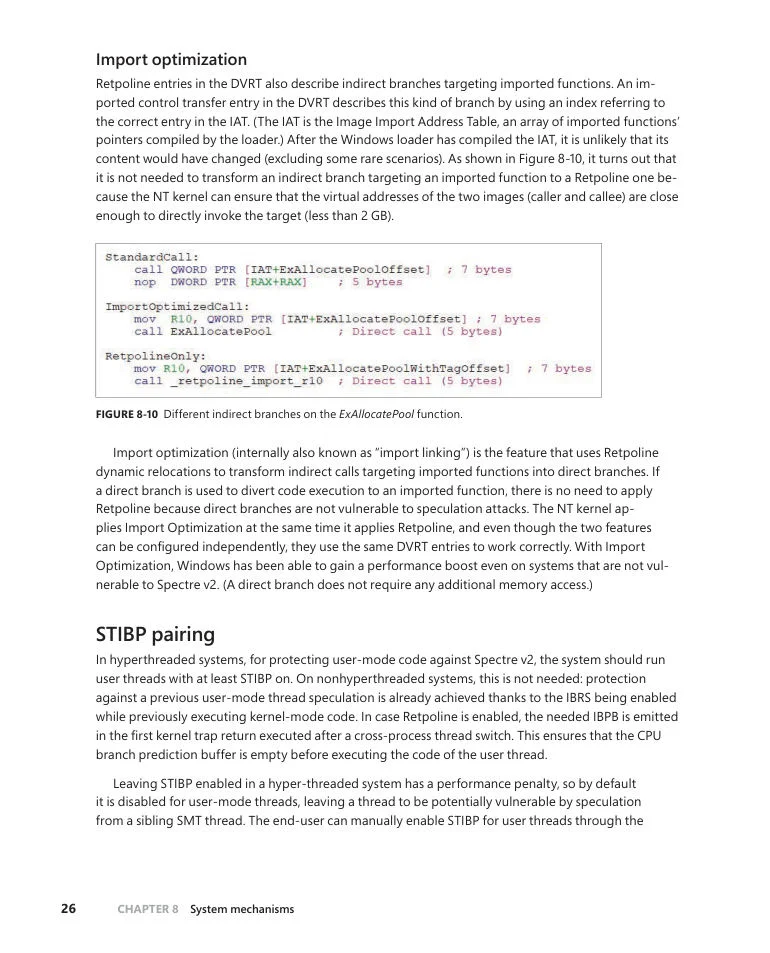 Import optimization
Retpoline entries in the DVRT also describe indirect branches targeting imported functions. An im-
ported control transfer entry in the DVRT describes this kind of branch by using an index referring to
the correct entry in the IAT. (The IAT is the Image Import Address Table, an array of imported functions’
pointers compiled by the loader.) After the Windows loader has compiled the IAT, it is unlikely that its
content would have changed (excluding some rare scenarios). As shown in Figure 8-10, it turns out that
it is not needed to transform an indirect branch targeting an imported function to a Retpoline one be-
cause the NT kernel can ensure that the virtual addresses of the two images (caller and callee) are close
enough to directly invoke the target (less than 2 GB).
StandardCall:
call QWORD PTR [IAT+ExAllocatePoolOffset] ; 7 bytes
nop DWORD PTR [RAX+RAX] ; 5 bytes
ImportOptimizedCall:
mov R10, QWORD PTR [IAT+ExAllocatePoolOffset] ; 7 bytes
call ExAllocatePool ; Direct call (5 bytes)
RetpolineOnly:
mov R10, QWORD PTR [IAT+ExAllocatePoolWithTagOffset] ; 7 bytes
call _retpoline_import_r10 ; Direct call (5 bytes)
FIGURE 8-10 Different indirect branches on the ExAllocatePool function.
Import optimization (internally also known as “import linking”) is the feature that uses Retpoline
dynamic relocations to transform indirect calls targeting imported functions into direct branches. If
a direct branch is used to divert code execution to an imported function, there is no need to apply
Retpoline because direct branches are not vulnerable to speculation attacks. The NT kernel ap-
plies Import Optimization at the same time it applies Retpoline, and even though the two features
can be configured independently, they use the same DVRT entries to work correctly. With Import
Optimization, Windows has been able to gain a performance boost even on systems that are not vul-
nerable to Spectre v2. (A direct branch does not require any additional memory access.)
STIBP pairing
In hyperthreaded systems, for protecting user-mode code against Spectre v2, the system should run
user threads with at least STIBP on. On nonhyperthreaded systems, this is not needed: protection
against a previous user-mode thread speculation is already achieved thanks to the IBRS being enabled
while previously executing kernel-mode code. In case Retpoline is enabled, the needed IBPB is emitted
in the first kernel trap return executed after a cross-process thread switch. This ensures that the CPU
branch prediction buffer is empty before executing the code of the user thread.
Leaving STIBP enabled in a hyper-threaded system has a performance penalty, so by default
it is disabled for user-mode threads, leaving a thread to be potentially vulnerable by speculation
from a sibling SMT thread. The end-user can manually enable STIBP for user threads through the
26 CHAPTER 8 System mechanisms